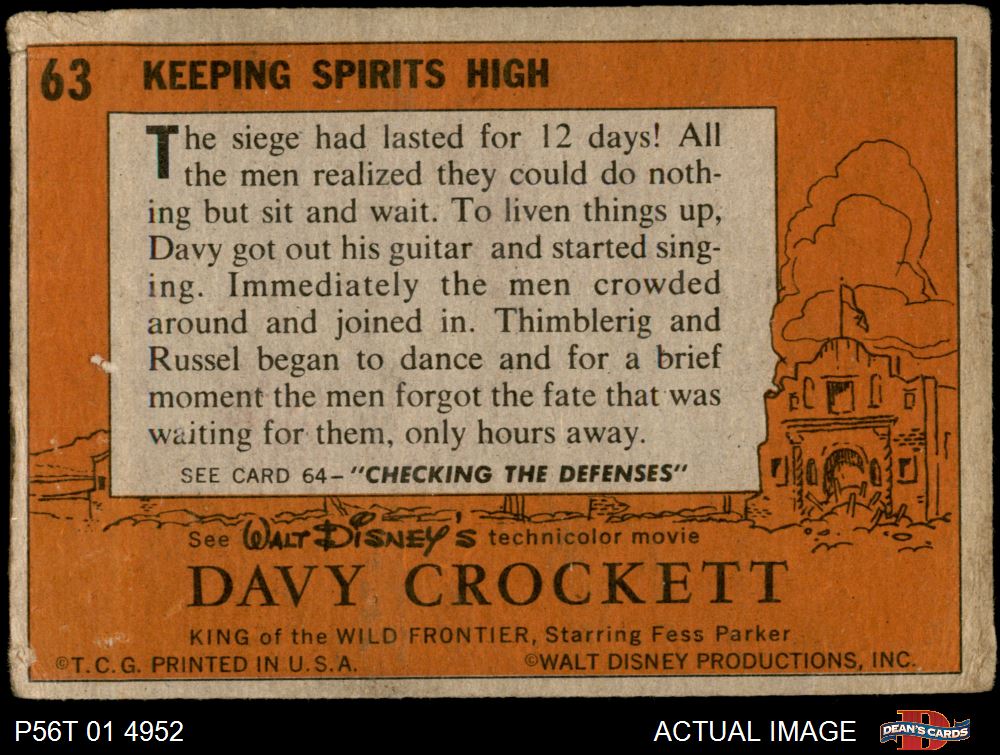 63 KEEPING SPIRITS HIGH
The siege had lasted for 12 days! All
the men realized they could do noth-
ing but sit and wait. To liven things up,
Davy got out his guitar and started sing-
ing. Immediately the men crowded
around and joined in. Thimblerig and
Russel began to dance and for a brief
moment the men forgot the fate that was
waiting for them, only hours away.
SEE CARD 64–"CHECKING THE DEFENSES"
See WALT DISNEY'S technicolor movie
DAVY CROCKETT
KING of the WILD FRONTIER, Starring Fess Parker
©T.C.G. PRINTED IN U.S.A. ©WALT DISNEY PRODUCTIONS, INC.
P56T 01 4952 ACTUAL IMAGE D DEAN'S CARDS